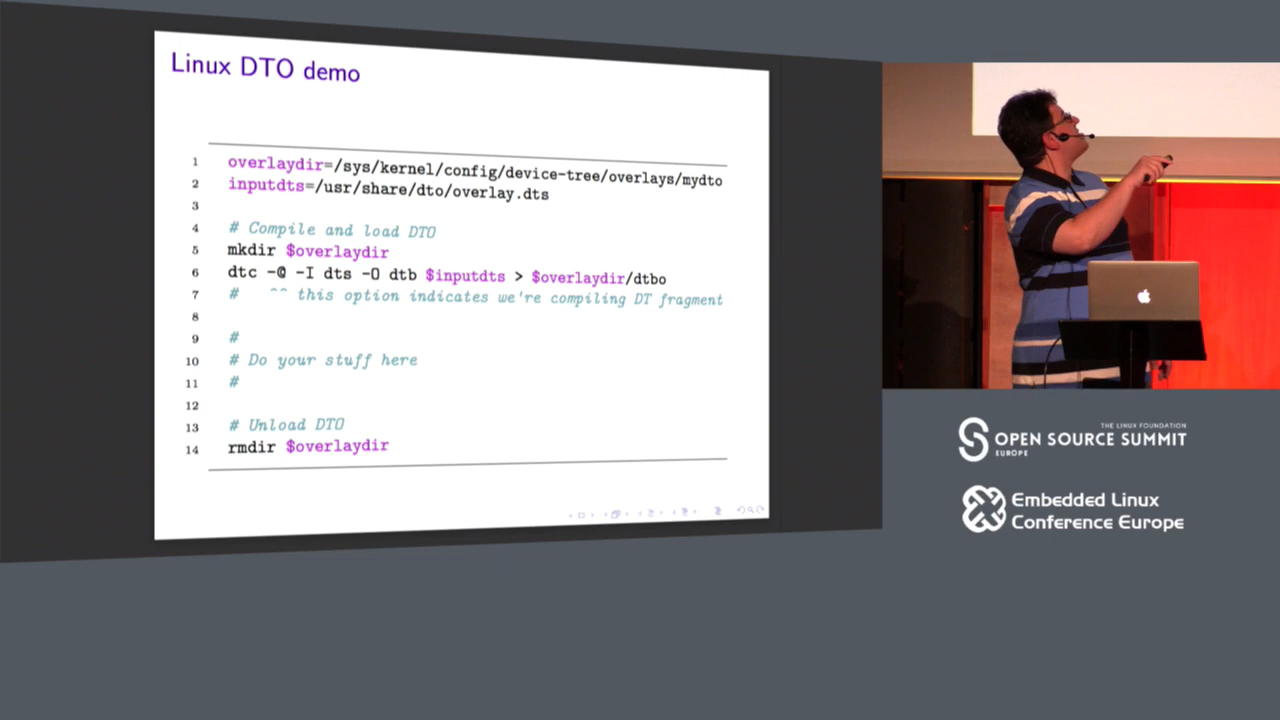 Linux DTO demo
1 overlaydir=/sys/kernel/config/device-tree/overlays/mydto
2 inputdts=/usr/share/dto/overlay.dts
3
4 # Compile and load DTO
5 mkdir $overlaydir
6 dtc -@ -I dts -O dtb $inputdts > $overlaydir/dtbo
7 # ^^ this option indicates we're compiling DT fragment
8
9 #
10 # Do your stuff here
11 #
12
13 # Unload DTO
14 rmdir $overlaydir
THE LINUX FOUNDATION
OPEN SOURCE SUMMIT
EUROPE
Embedded Linux
Conference Europe